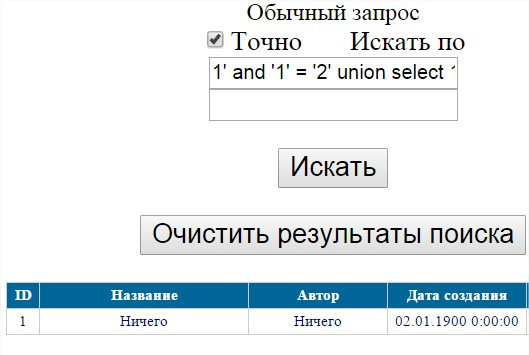 Обычный запрос
Точно Искать по
1' and '1' = '2' union select
Искать
Очистить результаты поиска
ID Название Автор Дата создания
1 Ничего Ничего 02.01.1900 0:00:00